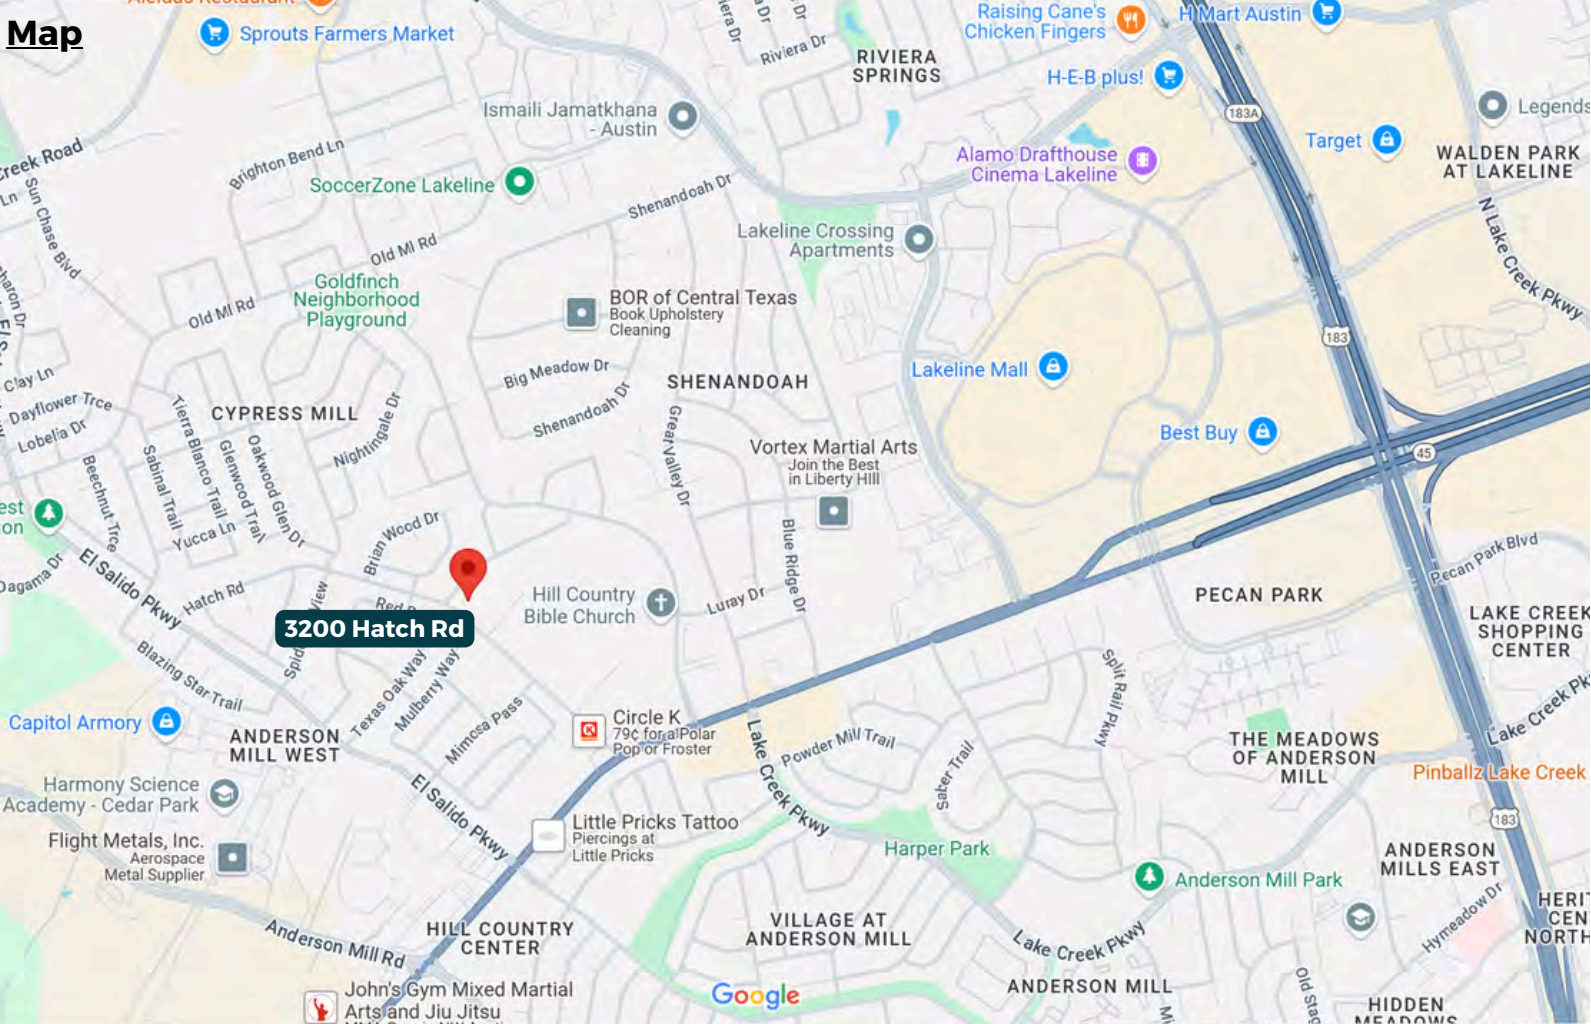 Map
Sprouts Farmers Market
Riviera Dr
RIVIERA
SPRINGS
Raising Cane's
Chicken Fingers
H Mart Austin
H-E-B plus!
183A
Legends
Target
WALDEN PARK
AT LAKELINE
Ismaili Jamatkhana
- Austin
Creek Road
Brighton Bend Ln
SoccerZone Lakeline
Shenandoah Dr
Alamo Drafthouse
Cinema Lakeline
Ln
Sun Chase Blvd
Old Ml Rd
Lakeline Crossing
Apartments
N Lake Creek Pkwy
Goldfinch
Neighborhood
Playground
Old Ml Rd
BOR of Central Texas
Book Upholstery
Cleaning
183
Clay Ln
Big Meadow Dr
SHENANDOAH
Lakeline Mall
Dayflower Trce
Lobelia Dr
CYPRESS MILL
Tierra Blanco Trail
Nightingale Dr
Shenandoah Dr
Great Valley Dr
Best Buy
45
Sabinal Trail
Glenwood Trail
Oakwood Glen Dr
Beechnut Trce
Vortex Martial Arts
Join the Best
in Liberty HIll
Yucca Ln
Brian Wood Dr
Blue Ridge Dr
El Salido Pkwy
Hatch Rd
Hill Country
Bible Church
Luray Dr
PECAN PARK
Pecan Park Blvd
LAKE CREEK
SHOPPING
CENTER
3200 Hatch Rd
Blazing Star Trail
Texas Oak Way
Mulberry Way
Mimosa Pass
Split Rail Pkwy
Lake Creek Pk
Capitol Armory
ANDERSON
MILL WEST
Circle K
79¢ for a Polar
Pop or Froster
Lake Creek Pkwy
Powder Mill Trail
Saber Trail
THE MEADOWS
OF ANDERSON
MILL
Pinballz Lake Creek
Harmony Science
Academy - Cedar Park
El Salido Pkwy
183
Flight Metals, Inc.
Aerospace
Metal Supplier
Little Pricks Tattoo
Piercings at
Little Pricks
Harper Park
Anderson Mill Park
ANDERSON
MILLS EAST
Hymeadow Dr
Anderson Mill Rd
HILL COUNTRY
CENTER
VILLAGE AT
ANDERSON MILL
Lake Creek Pkwy
HERIT
CEN
NORTH
John's Gym Mixed Martial
Arts and Jiu Jitsu
Google
ANDERSON MILL
Old Stag
HIDDEN
MEADOWS